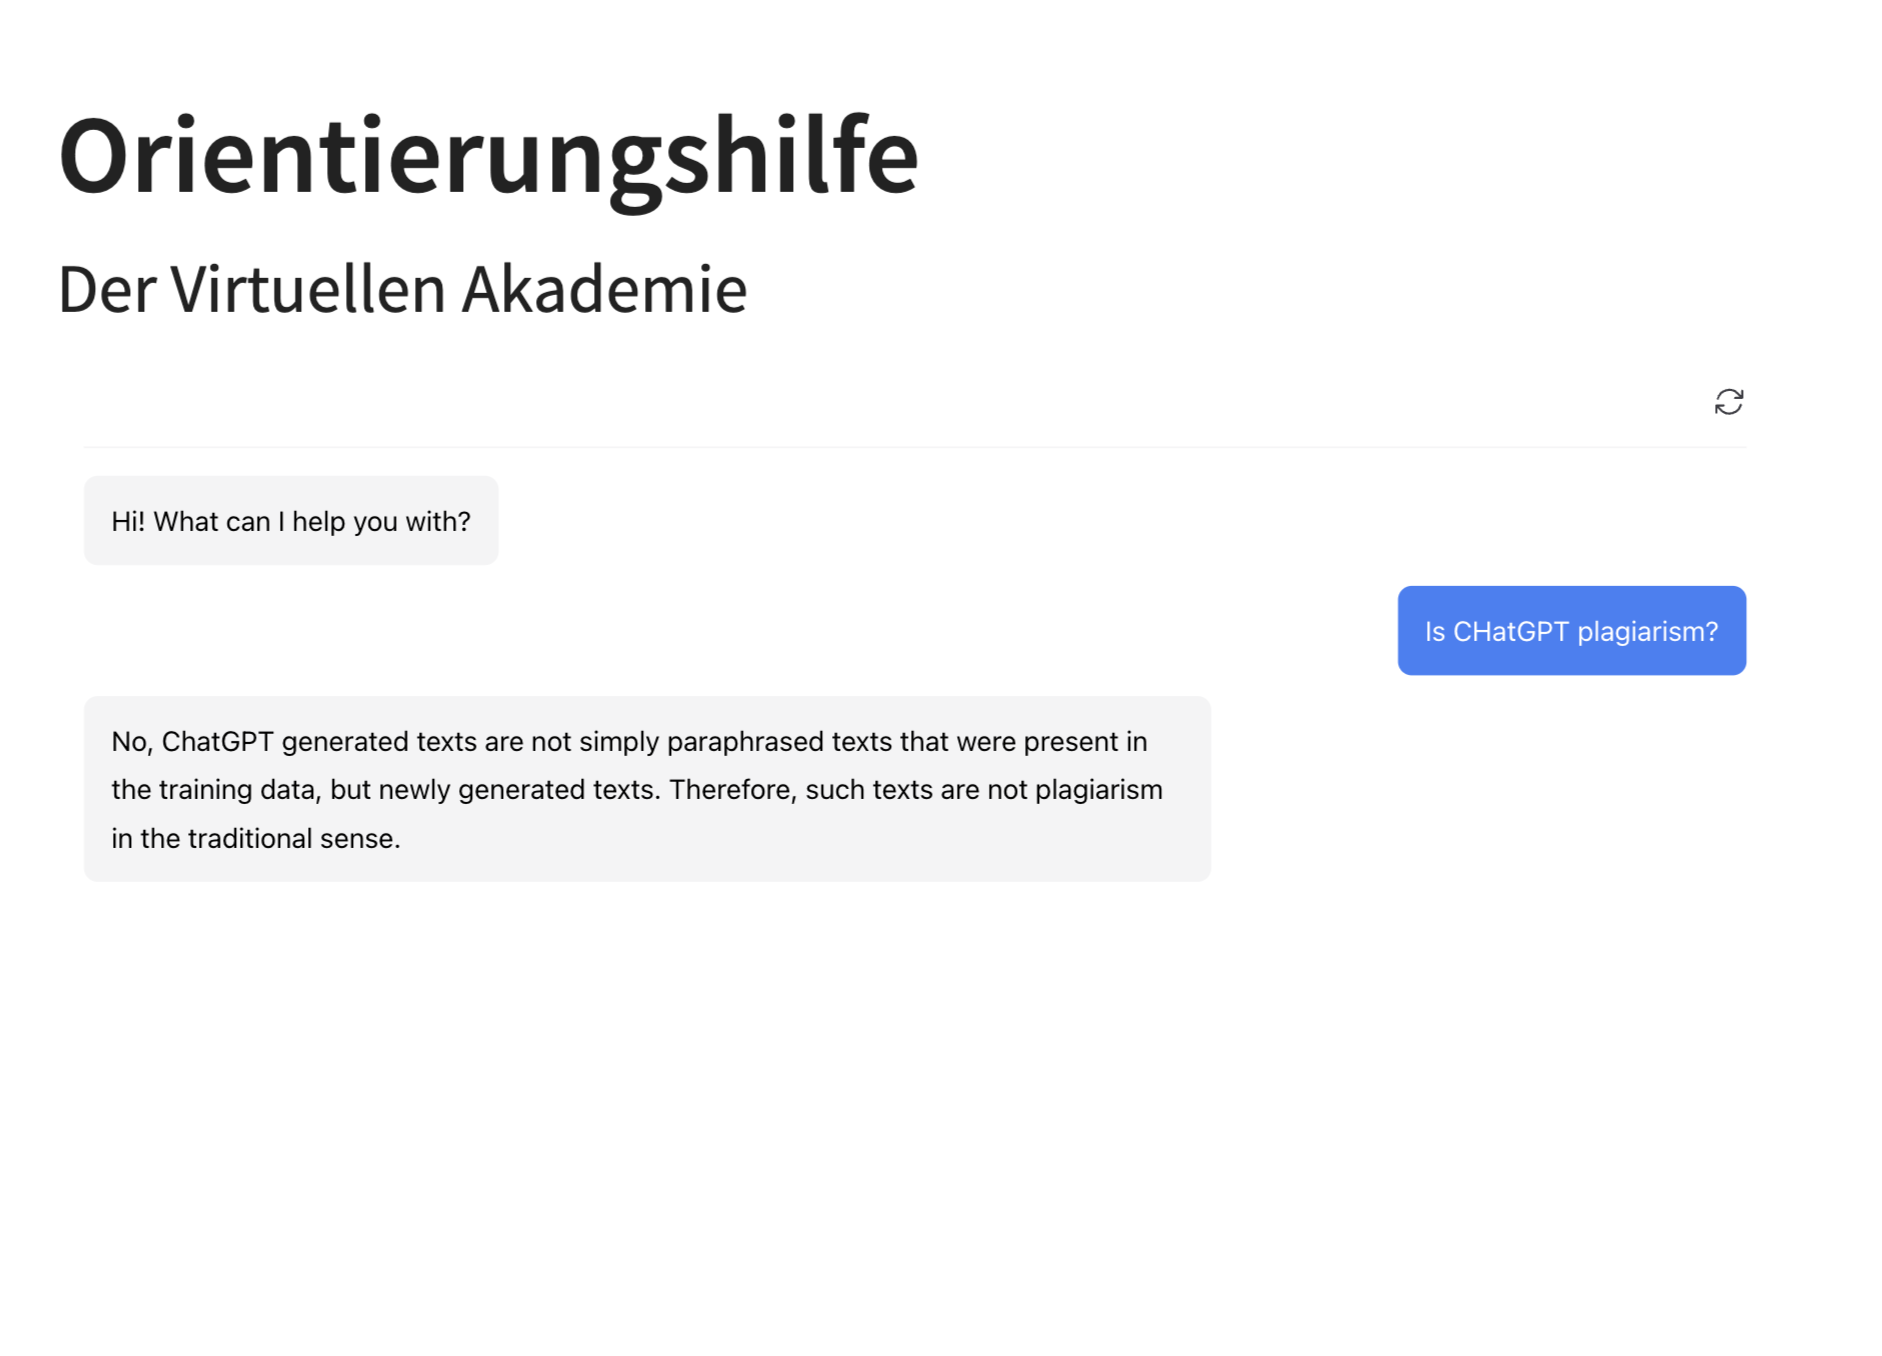 Orientierungshilfe
Der Virtuellen Akademie
Hi! What can I help you with?
Is CHatGPT plagiarism?
No, ChatGPT generated texts are not simply paraphrased texts that were present in
the training data, but newly generated texts. Therefore, such texts are not plagiarism
in the traditional sense.